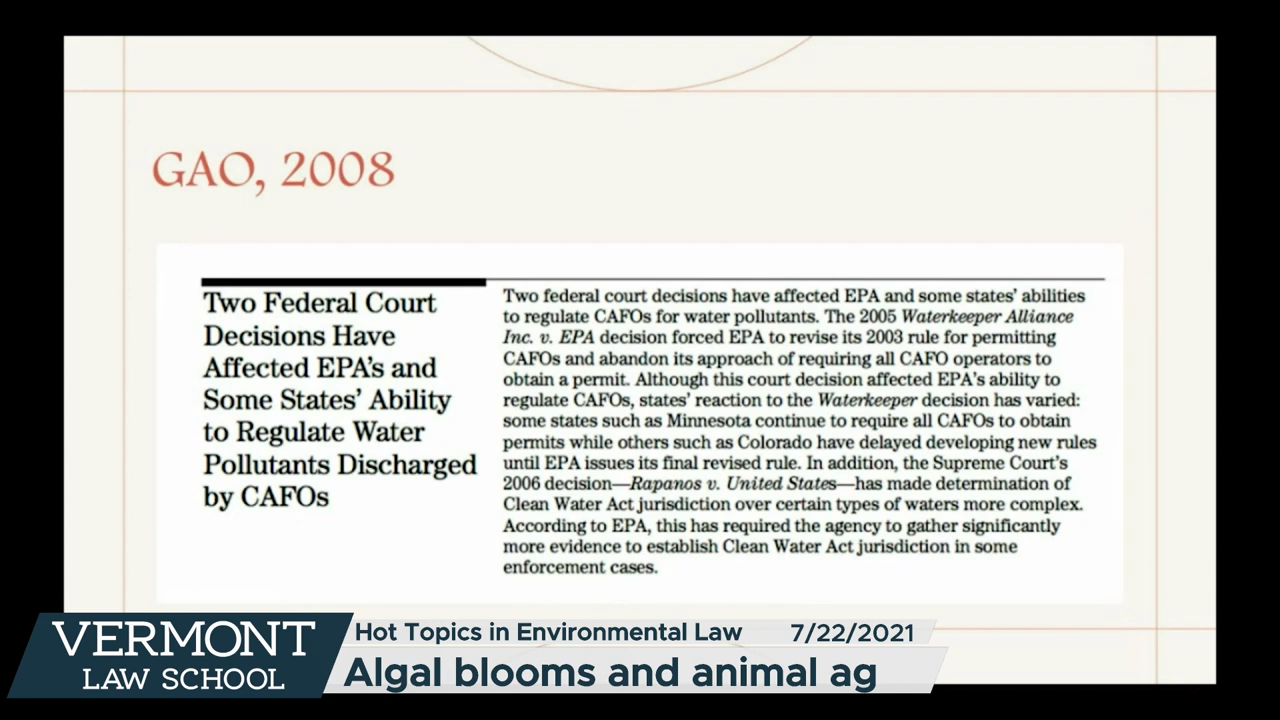 GAO, 2008
Two Federal Court
Decisions Have
Affected EPA's and
Some States' Ability
to Regulate Water
Pollutants Discharged
by CAFOs
Two federal court decisions have affected EPA and some states' abilities
to regulate CAFOs for water pollutants. The 2005 Waterkeeper Alliance
Inc. v. EPA decision forced EPA to revise its 2003 rule for permitting
CAFOs and abandon its approach of requiring all CAFO operators to
obtain a permit. Although this court decision affected EPA's ability to
regulate CAFOs, states' reaction to the Waterkeeper decision has varied:
some states such as Minnesota continue to require all CAFOs to obtain
permits while others such as Colorado have delayed developing new rules
until EPA issues its final revised rule. In addition, the Supreme Court's
2006 decision—Rapanos v. United States—has made determination of
Clean Water Act jurisdiction over certain types of waters more complex.
According to EPA, this has required the agency to gather significantly
more evidence to establish Clean Water Act jurisdiction in some
enforcement cases.
VERMONT
LAW SCHOOL
Hot Topics in Environmental Law 7/22/2021
Algal blooms and animal ag